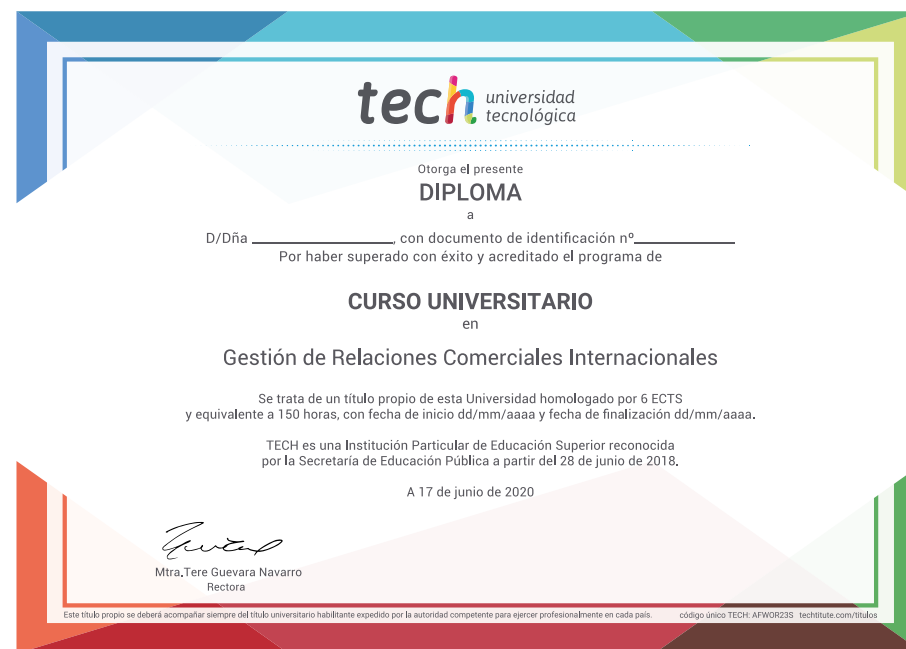 tech universidad
tecnológica
Otorga el presente
DIPLOMA
a
D/Dña ____________________, con documento de identificación nº______________
Por haber superado con éxito y acreditado el programa de
CURSO UNIVERSITARIO
en
Gestión de Relaciones Comerciales Internacionales
Se trata de un título propio de esta Universidad homologado por 6 ECTS
y equivalente a 150 horas, con fecha de inicio dd/mm/aaaa y fecha de finalización dd/mm/aaaa.
TECH es una Institución Particular de Educación Superior reconocida
por la Secretaría de Educación Pública a partir del 28 de junio de 2018.
A 17 de junio de 2020
Mtra.Tere Guevara Navarro
Rectora
Este título propio se deberá acompañar siempre del título universitario habilitante expedido por la autoridad competente para ejercer profesionalmente en cada país. código único TECH: AFWOR23S techtitute.com/titulos